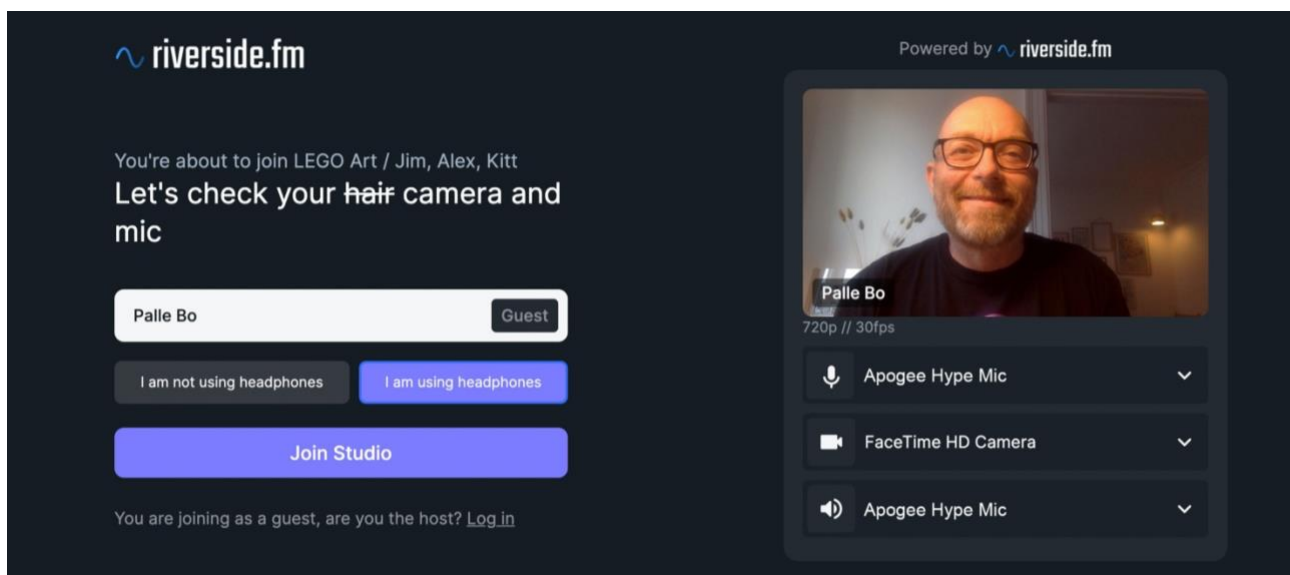 riverside.fm
You're about to join LEGO Art / Jim, Alex, Kitt
Let's check your hair camera and
mic
Palle Bo
Guest
I am not using headphones
I am using headphones
Join Studio
You are joining as a guest, are you the host? Log in
Powered by riverside.fm
Palle Bo
720p // 30fps
Apogee Hype Mic
FaceTime HD Camera
Apogee Hype Mic